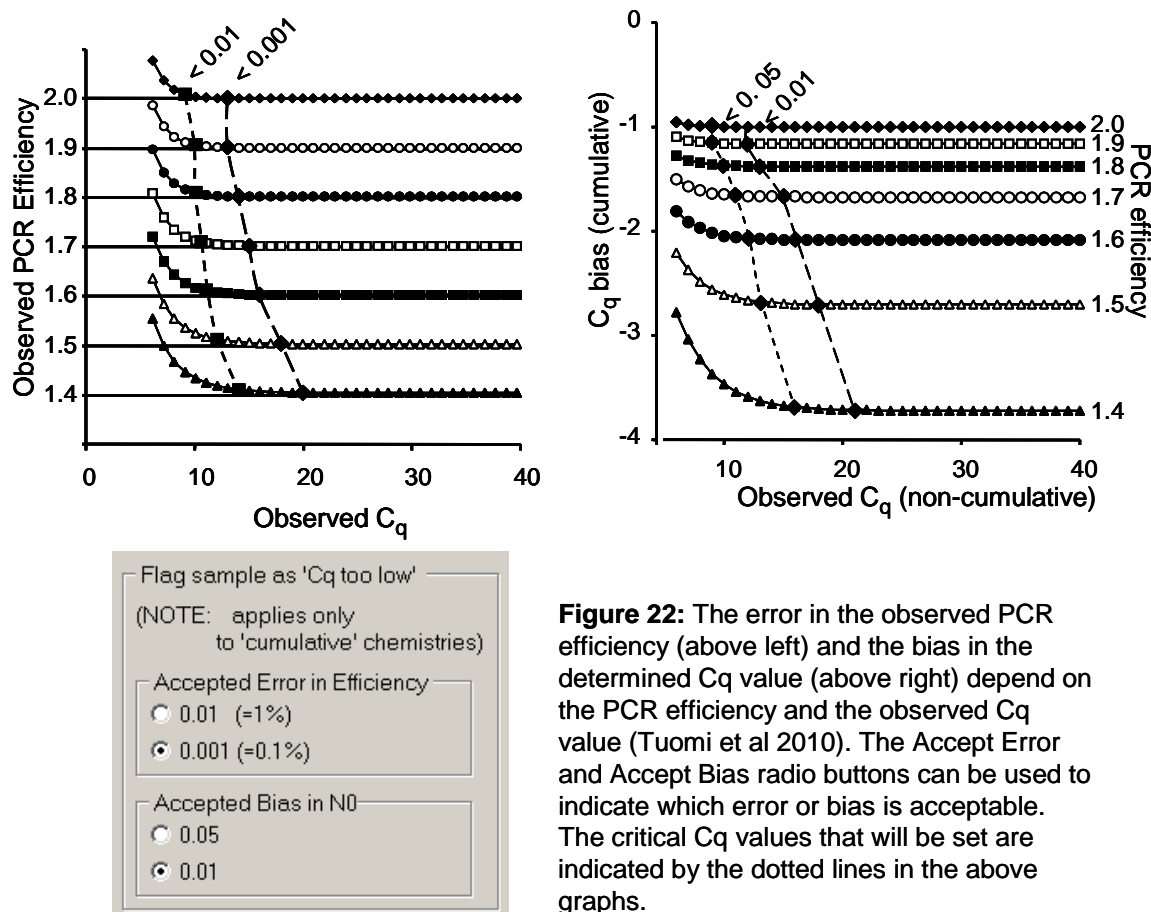 < 0.01
< 0.001
Observed PCR Efficiency
2.0
1.9
1.8
1.7
1.6
1.5
1.4
0 10 20 30 40
Observed Cq
< 0. 05
< 0.01
Cq bias (cumulative)
0
-1
-2
-3
-4
2.0
1.9
1.8
1.7
1.6
1.5
1.4
PCR efficiency
10 20 30 40
Observed Cq (non-cumulative)
Flag sample as 'Cq too low'
(NOTE: applies only
to 'cumulative' chemistries)
Accepted Error in Efficiency
0.01 (=1%)
0.001 (=0.1%)
Accepted Bias in N0
0.05
0.01
Figure 22: The error in the observed PCR
efficiency (above left) and the bias in the
determined Cq value (above right) depend on
the PCR efficiency and the observed Cq
value (Tuomi et al 2010). The Accept Error
and Accept Bias radio buttons can be used to
indicate which error or bias is acceptable.
The critical Cq values that will be set are
indicated by the dotted lines in the above
graphs.